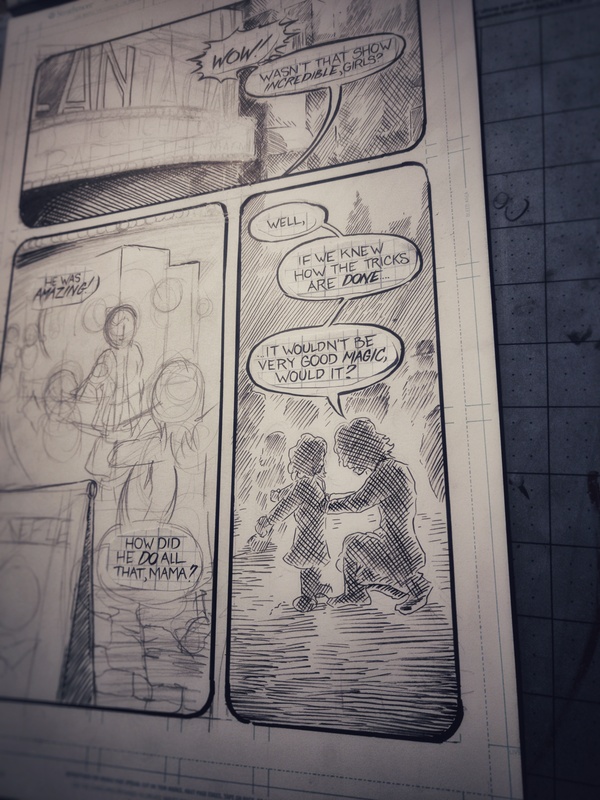 AN
WOW!!
WASN'T THAT SHOW
INCREDIBLE, GIRLS?
HE WAS
AMAZING!
HOW DID
HE DO ALL
THAT, MAMA?
WELL,
IF WE KNEW
HOW THE TRICKS
ARE DONE...
...IT WOULDN'T BE
VERY GOOD MAGIC,
WOULD IT?